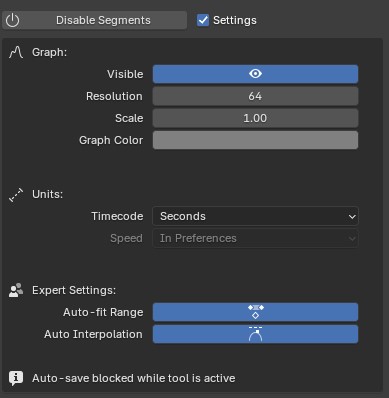 Disable Segments
Settings
Graph:
Visible
Resolution 64
Scale 1.00
Graph Color
Units:
Timecode Seconds
Speed In Preferences
Expert Settings:
Auto-fit Range
Auto Interpolation
Auto-save blocked while tool is active